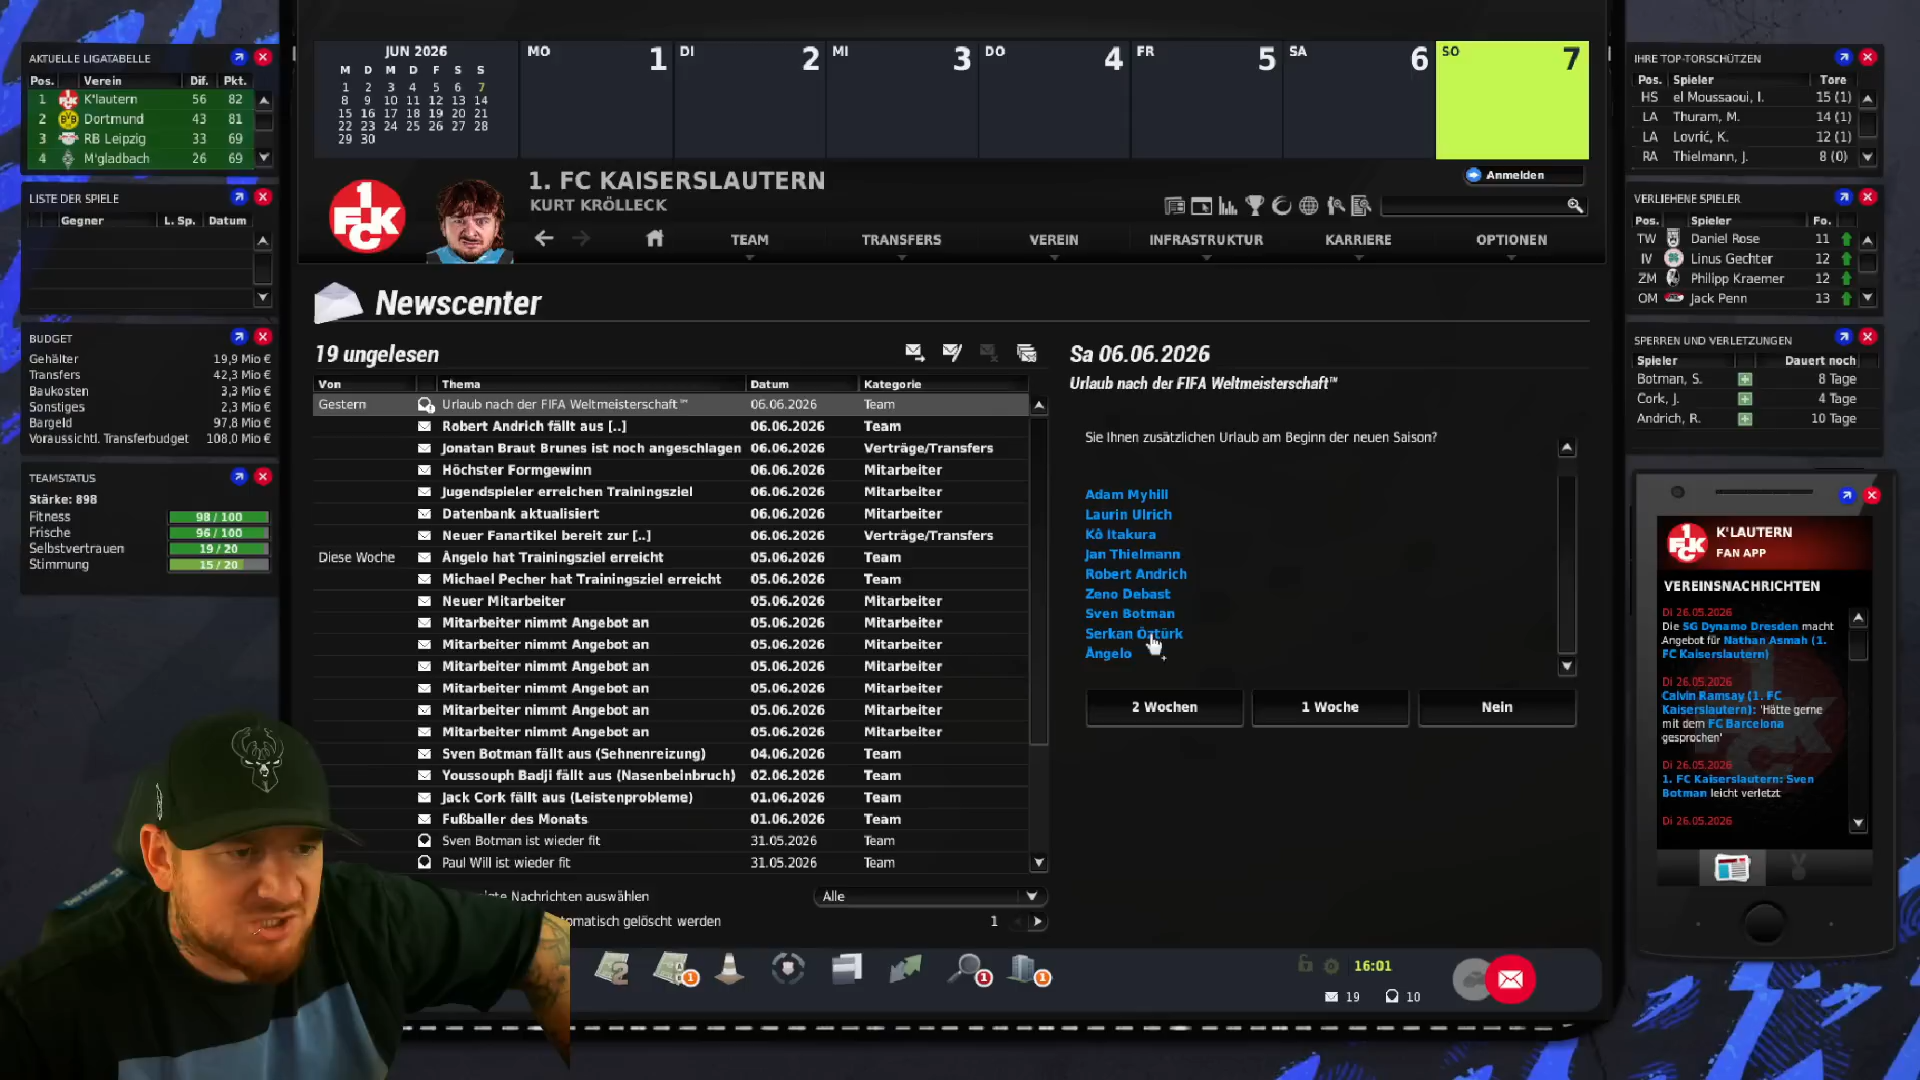 AKTUELLE LIGATABELLE
Pos. Verein Dif. Pkt.
1 K'lautern 56 82
2 Dortmund 43 81
3 RB Leipzig 33 69
4 M'gladbach 26 69
LISTE DER SPIELE
Gegner L. Sp. Datum
BUDGET
Gehälter 19,9 Mio €
Transfers 42,3 Mio €
Baukosten 3,3 Mio €
Sonstiges 2,3 Mio €
Bargeld 97,8 Mio €
Voraussichtl. Transferbudget 108,0 Mio €
TEAMSTATUS
Stärke: 898
Fitness 98 / 100
Frische 96 / 100
Selbstvertrauen 19 / 20
Stimmung 15 / 20
JUN 2026
M D M D F S S
1 2 3 4 5 6 7
8 9 10 11 12 13 14
15 16 17 18 19 20 21
22 23 24 25 26 27 28
29 30
MO 1 DI 2 MI 3 DO 4 FR 5 SA 6 SO 7
1. FC KAISERSLAUTERN
KURT KRÖLLECK
Anmelden
TEAM TRANSFERS VEREIN INFRASTRUKTUR KARRIERE OPTIONEN
Newscenter
19 ungelesen
Von Thema Datum Kategorie
Gestern Urlaub nach der FIFA Weltmeisterschaft™ 06.06.2026 Team
Robert Andrich fällt aus [..] 06.06.2026 Team
Jonatan Braut Brunes ist noch angeschlagen 06.06.2026 Verträge/Transfers
Höchster Formgewinn 06.06.2026 Mitarbeiter
Jugendspieler erreichen Trainingsziel 06.06.2026 Mitarbeiter
Datenbank aktualisiert 06.06.2026 Mitarbeiter
Neuer Fanartikel bereit zur [..] 06.06.2026 Verträge/Transfers
Diese Woche Ângelo hat Trainingsziel erreicht 05.06.2026 Team
Michael Pecher hat Trainingsziel erreicht 05.06.2026 Team
Neuer Mitarbeiter 05.06.2026 Mitarbeiter
Mitarbeiter nimmt Angebot an 05.06.2026 Mitarbeiter
Mitarbeiter nimmt Angebot an 05.06.2026 Mitarbeiter
Mitarbeiter nimmt Angebot an 05.06.2026 Mitarbeiter
Mitarbeiter nimmt Angebot an 05.06.2026 Mitarbeiter
Mitarbeiter nimmt Angebot an 05.06.2026 Mitarbeiter
Mitarbeiter nimmt Angebot an 05.06.2026 Mitarbeiter
Sven Botman fällt aus (Sehnenreizung) 04.06.2026 Team
Youssouph Badji fällt aus (Nasenbeinbruch) 02.06.2026 Team
Jack Cork fällt aus (Leistenprobleme) 01.06.2026 Team
Fußballer des Monats 01.06.2026 Team
Sven Botman ist wieder fit 31.05.2026 Team
Paul Will ist wieder fit 31.05.2026 Team
Nachrichten auswählen Alle
gelöscht werden 1
Sa 06.06.2026
Urlaub nach der FIFA Weltmeisterschaft™
Sie Ihnen zusätzlichen Urlaub am Beginn der neuen Saison?
Adam Myhill
Laurin Ulrich
Kô Itakura
Jan Thielmann
Robert Andrich
Zeno Debast
Sven Botman
Serkan Öztürk
Ângelo
2 Wochen 1 Woche Nein
2 1 1 1
16:01
19 10
IHRE TOP-TORSCHÜTZEN
Pos. Spieler Tore
HS el Moussaoui, I. 15 (1)
LA Thuram, M. 14 (1)
LA Lovrić, K. 12 (1)
RA Thielmann, J. 8 (0)
VERLIEHENE SPIELER
Pos. Spieler Fo.
TW Daniel Rose 11
IV Linus Gechter 12
ZM Philipp Kraemer 12
OM Jack Penn 13
SPERREN UND VERLETZUNGEN
Spieler Dauert noch
Botman, S. 8 Tage
Cork, J. 4 Tage
Andrich, R. 10 Tage
K'LAUTERN
FAN APP
VEREINSNACHRICHTEN
Di 26.05.2026
Die SG Dynamo Dresden macht
Angebot für Nathan Asmah (1.
FC Kaiserslautern)
Di 26.05.2026
Calvin Ramsay (1. FC
Kaiserslautern): 'Hätte gerne
mit dem FC Barcelona
gesprochen'
Di 26.05.2026
1. FC Kaiserslautern: Sven
Botman leicht verletzt
Di 26.05.2026